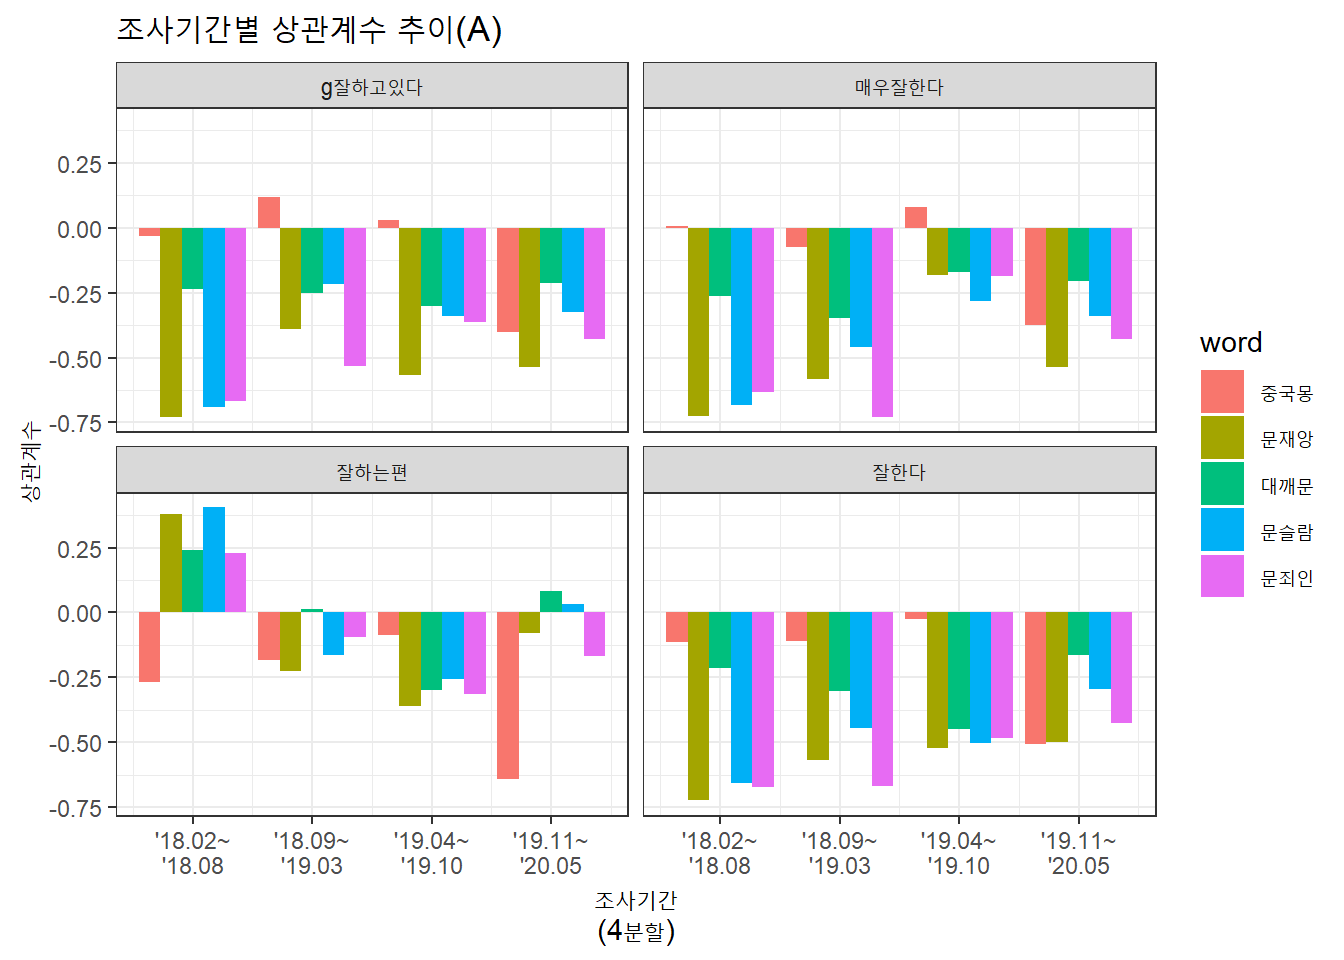 조사기간별 상관계수 추이(A)
g잘하고있다
매우잘한다
0.25
0.00
-0.25
-0.50
-0.75
잘하는편
잘한다
0.25
0.00
-0.25
-0.50
-0.75
상관계수
'18.02~
'18.08
'18.09~
'19.03
'19.04~
'19.10
'19.11~
'20.05
'18.02~
'18.08
'18.09~
'19.03
'19.04~
'19.10
'19.11~
'20.05
조사기간
(4분할)
word
중국몽
문재앙
대깨문
문슬람
문죄인